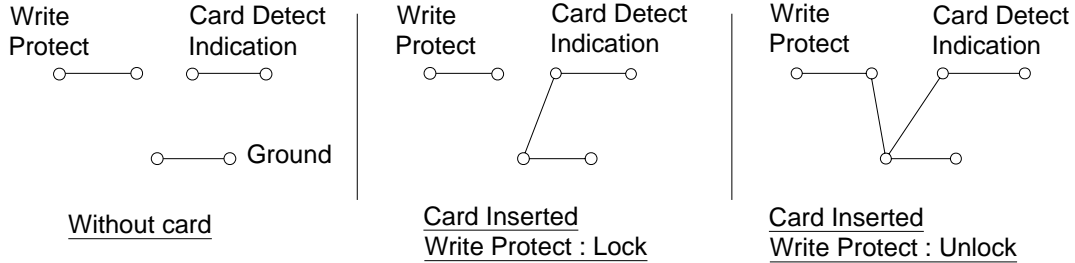 Write
Protect
Card Detect
Indication
Ground
Without card
Write
Protect
Card Detect
Indication
Card Inserted
Write Protect : Lock
Write
Protect
Card Detect
Indication
Card Inserted
Write Protect : Unlock